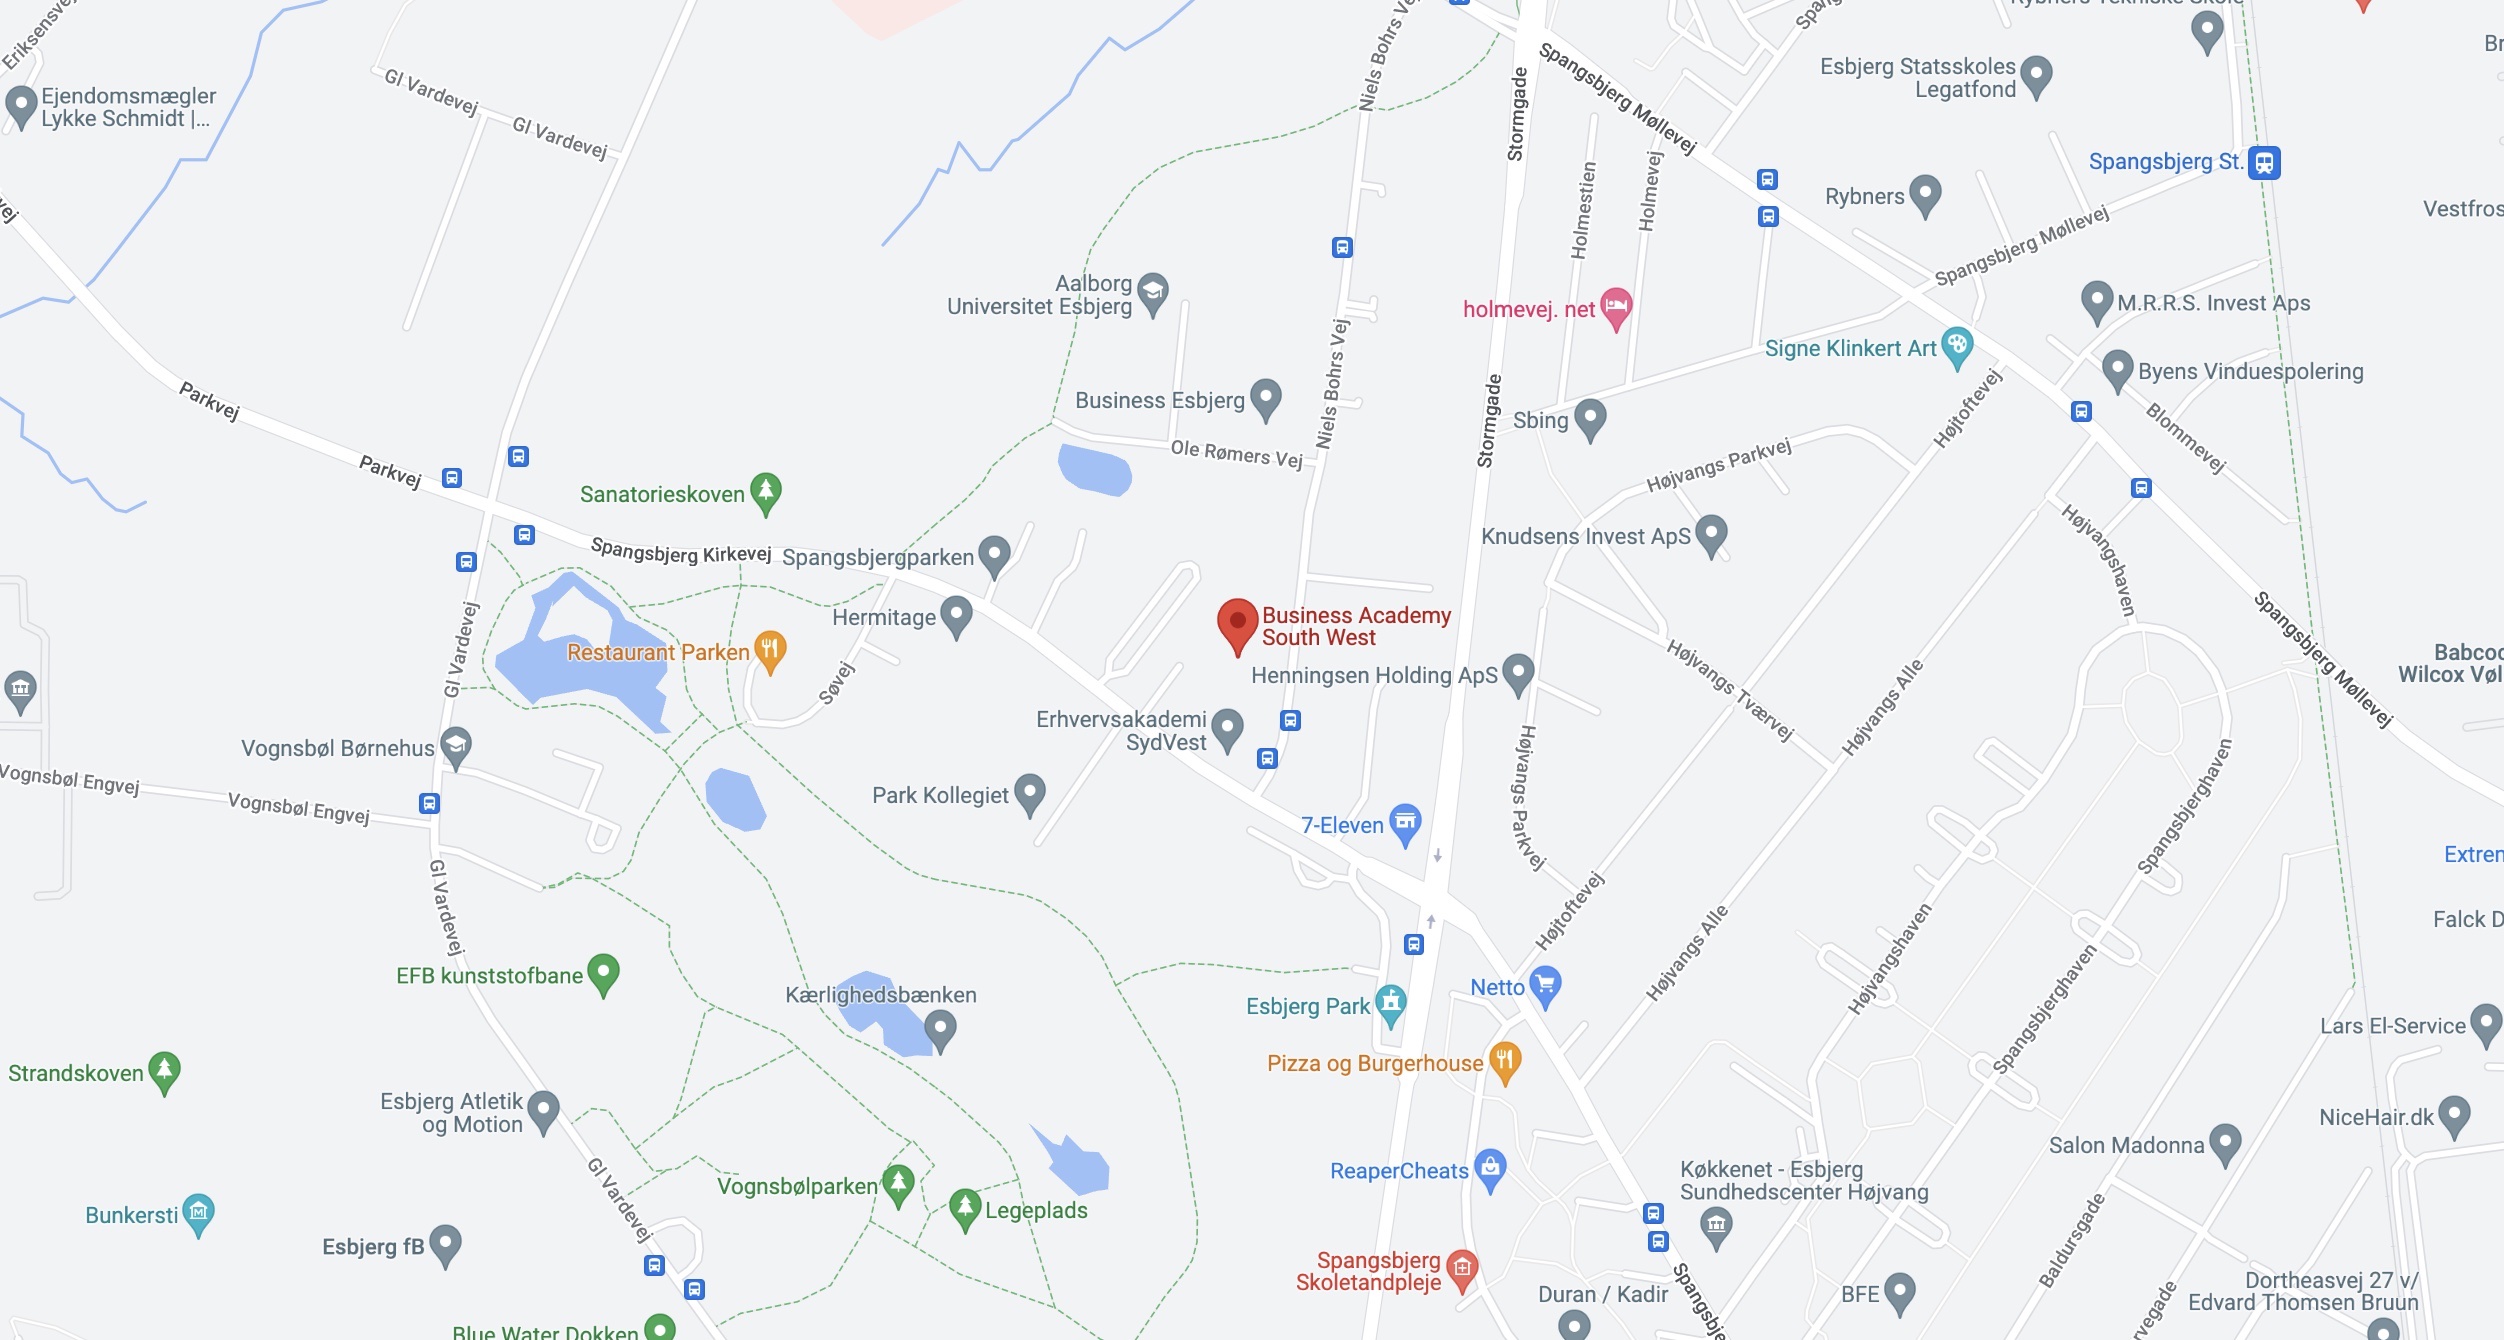 Eriksensvej
Ejendomsmægler
Lykke Schmidt |...
Gl Vardevej
Gl Vardevej
Niels Bohrs Vej
Stormgade
Spangsbjerg Møllevej
Rybners Tekniske Skole
Esbjerg Statsskoles
Legatfond
Spangsbjerg St.
Rybners
Holmestien
Holmevej
Spangsbjerg Møllevej
Vestfros
Aalborg
Universitet Esbjerg
holmevej. net
M.R.R.S. Invest Aps
Signe Klinkert Art
Byens Vinduespolering
Parkvej
Business Esbjerg
Niels Bohrs Vej
Stormgade
Sbing
Højtoftevej
Blommevej
Parkvej
Ole Rømers Vej
Højvangs Parkvej
Sanatorieskoven
Spangsbjerg Kirkevej
Spangsbjergparken
Knudsens Invest ApS
Højvangshaven
Hermitage
Business Academy
South West
Spangsbjerg Møllevej
Gl Vardevej
Restaurant Parken
Søvej
Henningsen Holding ApS
Højvangs Tværvej
Højvangs Alle
Babcoc
Wilcox Vøl
Erhvervsakademi
SydVest
Vognsbøl Børnehus
Vognsbøl Engvej
Vognsbøl Engvej
Park Kollegiet
Højvangs Parkvej
Spangsbjerghaven
7-Eleven
Extren
Gl Vardevej
Højtoftevej
Højvangs Alle
Højvangshaven
Falck D
EFB kunststofbane
Kærlighedsbænken
Esbjerg Park
Netto
Spangsbjerghaven
Lars El-Service
Strandskoven
Pizza og Burgerhouse
Esbjerg Atletik
og Motion
NiceHair.dk
Salon Madonna
Gl Vardevej
Vognsbølparken
Legeplads
ReaperCheats
Køkkenet - Esbjerg
Sundhedscenter Højvang
Bunkersti
Esbjerg fB
Baldursgade
Spangsbjerg
Skoletandpleje
Duran / Kadir
Spangsbje
BFE
Dortheasvej 27 v/
Edvard Thomsen Bruun
Blue Water Dokken